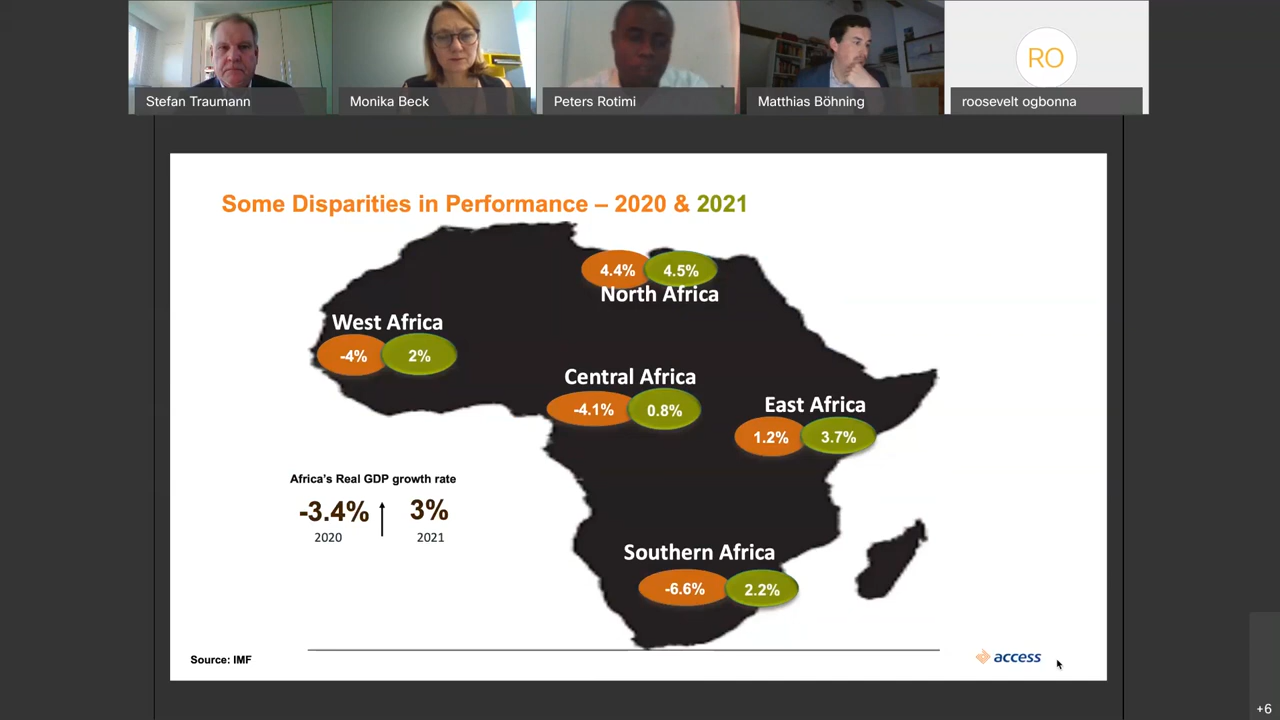 Stefan Traumann
Monika Beck
Peters Rotimi
Matthias Böhning
RO
roosevelt ogbonna
Some Disparities in Performance – 2020 & 2021
4.4% 4.5%
North Africa
West Africa
-4% 2%
Central Africa
-4.1% 0.8%
East Africa
1.2% 3.7%
Africa's Real GDP growth rate
-3.4% 3%
2020 2021
Southern Africa
-6.6% 2.2%
Source: IMF
access
+6